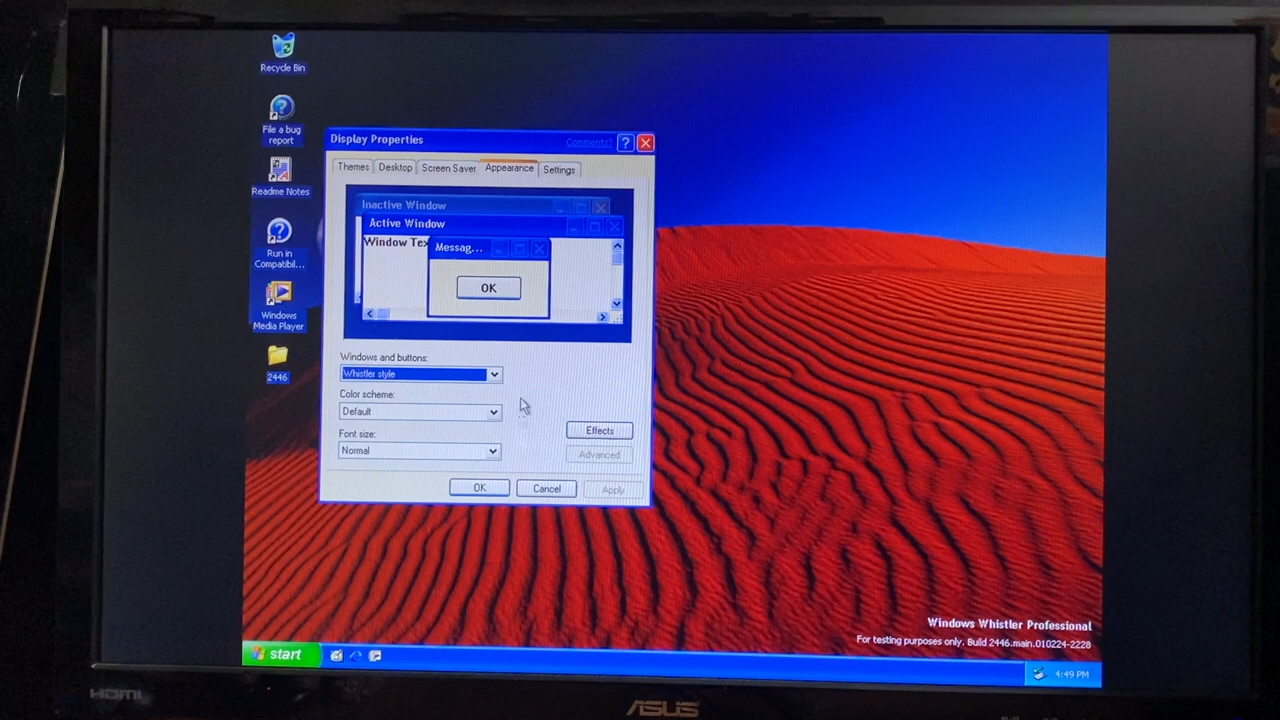 Recycle Bin
File a bug
report
Readme Notes
Run in
Compatibil...
Windows
Media Player
2446
Display Properties
Comments?
Themes
Desktop
Screen Saver
Appearance
Settings
Inactive Window
Active Window
Window Tex
Messag...
OK
Windows and buttons:
Whistler style
Color scheme:
Default
Font size:
Normal
Effects
Advanced
OK
Cancel
Apply
Windows Whistler Professional
For testing purposes only. Build 2446.main.010224-2228
start
4:49 PM
HDMI
ASUS